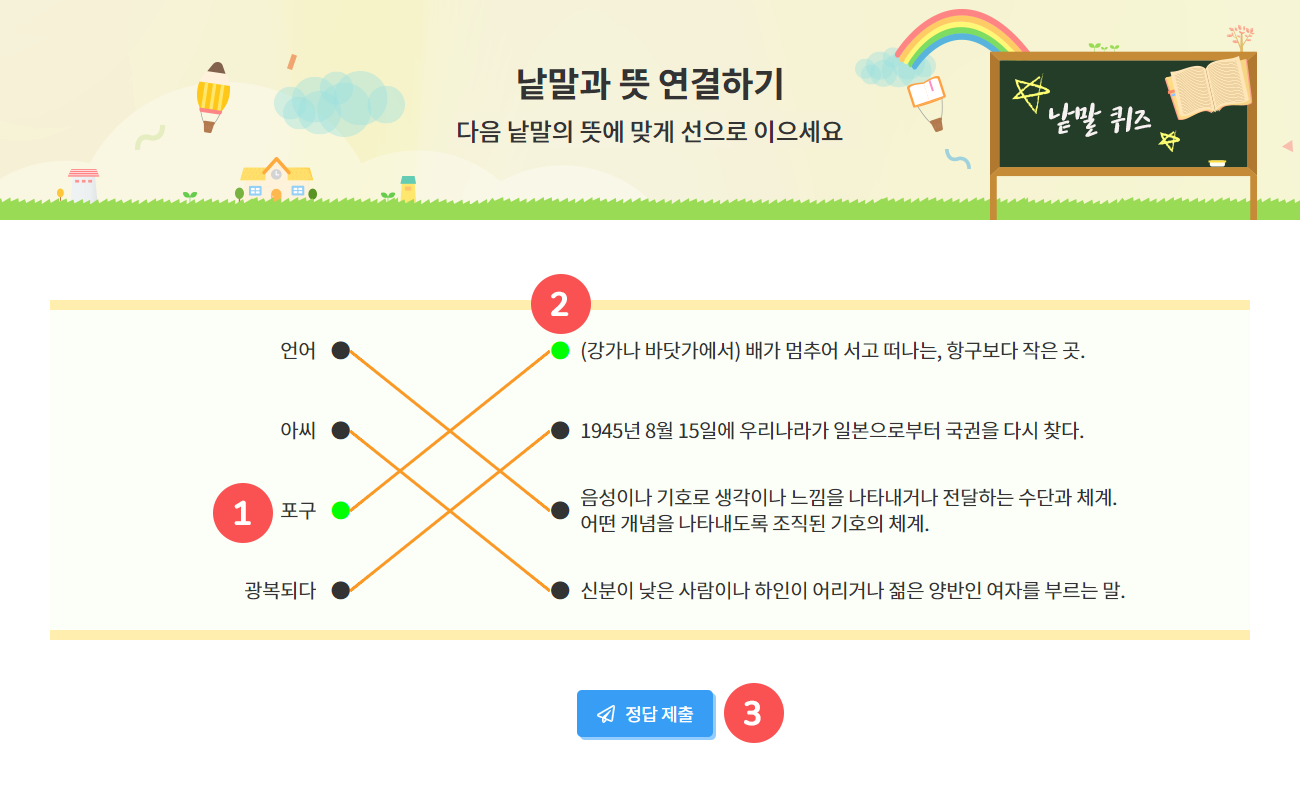 낱말과 뜻 연결하기
다음 낱말의 뜻에 맞게 선으로 이으세요
낱말 퀴즈
2
언어
(강가나 바닷가에서) 배가 멈추어 서고 떠나는, 항구보다 작은 곳.
아씨
1945년 8월 15일에 우리나라가 일본으로부터 국권을 다시 찾다.
1
포구
음성이나 기호로 생각이나 느낌을 나타내거나 전달하는 수단과 체계.
어떤 개념을 나타내도록 조직된 기호의 체계.
광복되다
신분이 낮은 사람이나 하인이 어리거나 젊은 양반인 여자를 부르는 말.
정답 제출
3